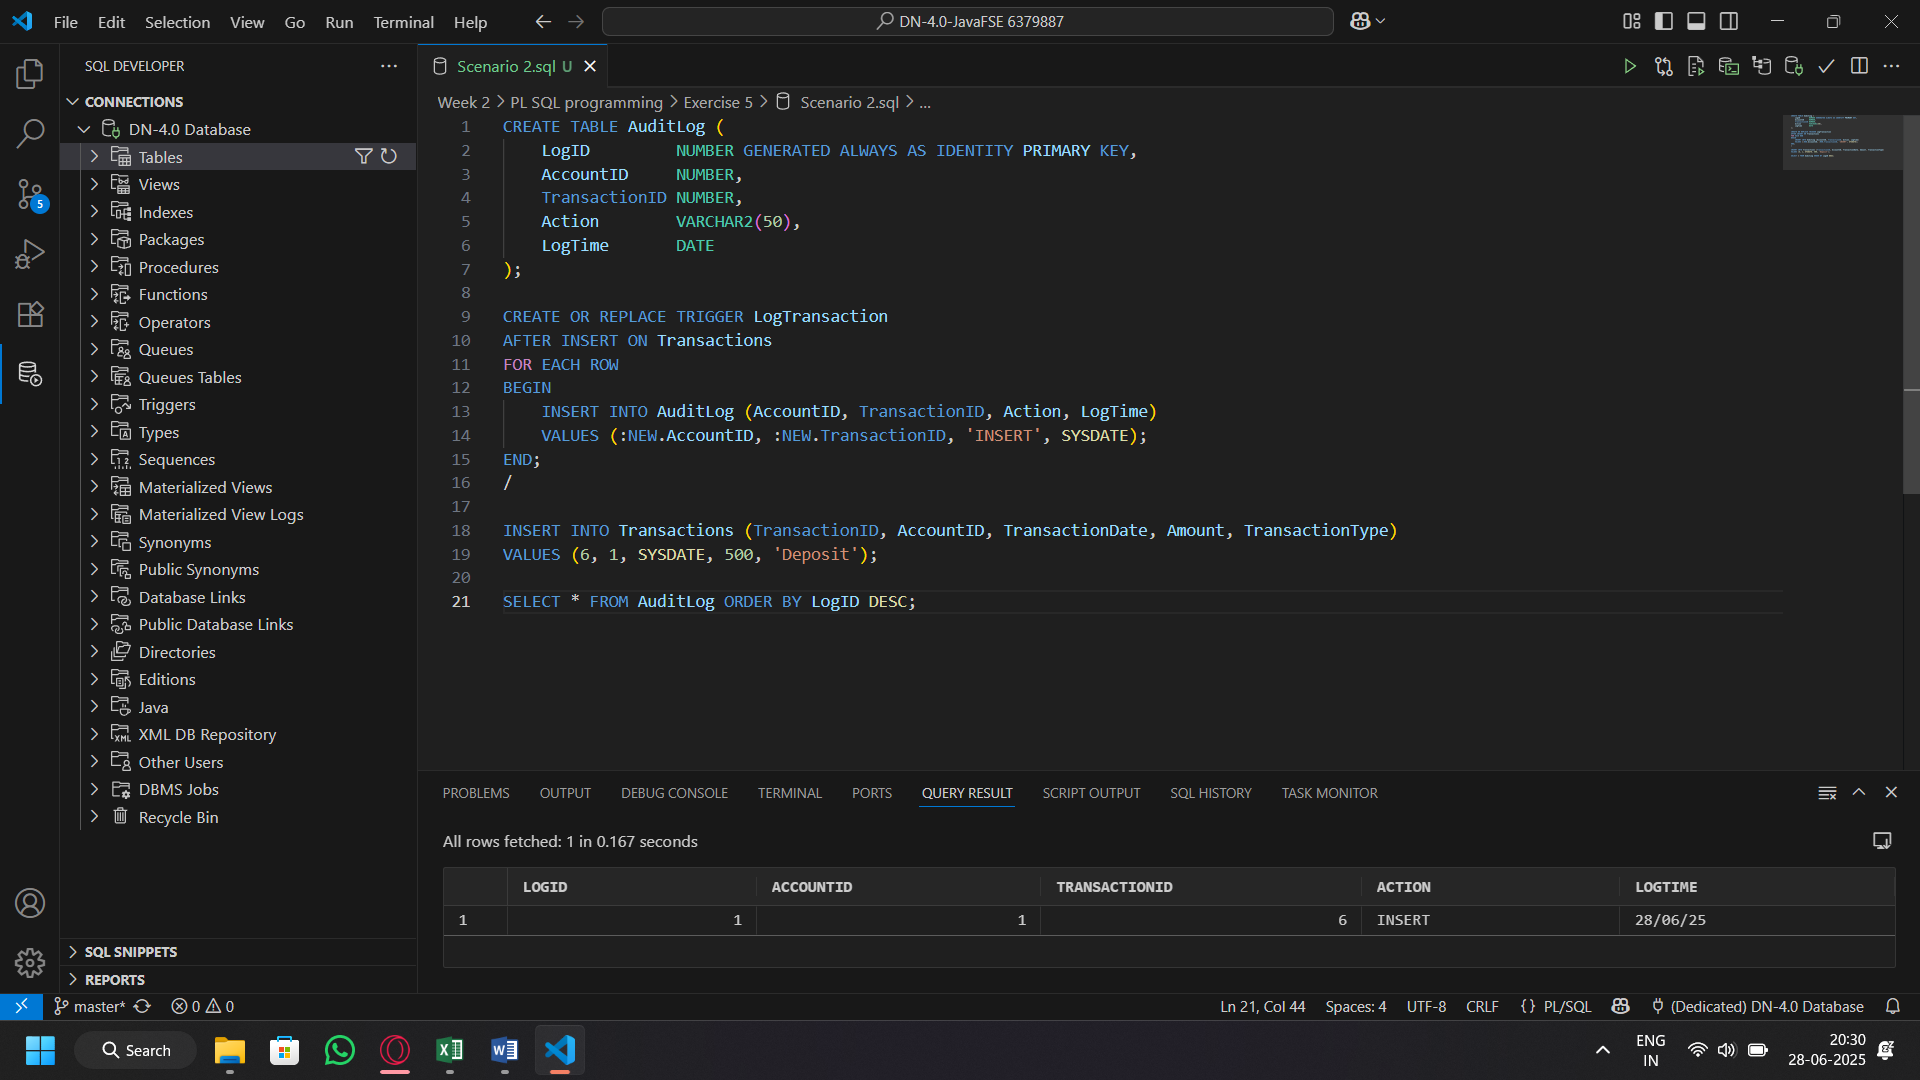 File Edit Selection View Go Run Terminal Help
DN-4.0-JavaFSE 6379887
SQL DEVELOPER
CONNECTIONS
DN-4.0 Database
Tables
Views
Indexes
Packages
Procedures
Functions
Operators
Queues
Queues Tables
Triggers
Types
Sequences
Materialized Views
Materialized View Logs
Synonyms
Public Synonyms
Database Links
Public Database Links
Directories
Editions
Java
XML DB Repository
Other Users
DBMS Jobs
Recycle Bin
SQL SNIPPETS
REPORTS
5
Scenario 2.sql U
Week 2 > PL SQL programming > Exercise 5 > Scenario 2.sql > ...
1 CREATE TABLE AuditLog (
2 LogID NUMBER GENERATED ALWAYS AS IDENTITY PRIMARY KEY,
3 AccountID NUMBER,
4 TransactionID NUMBER,
5 Action VARCHAR2(50),
6 LogTime DATE
7 );
8
9 CREATE OR REPLACE TRIGGER LogTransaction
10 AFTER INSERT ON Transactions
11 FOR EACH ROW
12 BEGIN
13 INSERT INTO AuditLog (AccountID, TransactionID, Action, LogTime)
14 VALUES (:NEW.AccountID, :NEW.TransactionID, 'INSERT', SYSDATE);
15 END;
16 /
17
18 INSERT INTO Transactions (TransactionID, AccountID, TransactionDate, Amount, TransactionType)
19 VALUES (6, 1, SYSDATE, 500, 'Deposit');
20
21 SELECT * FROM AuditLog ORDER BY LogID DESC;
PROBLEMS OUTPUT DEBUG CONSOLE TERMINAL PORTS QUERY RESULT SCRIPT OUTPUT SQL HISTORY TASK MONITOR
All rows fetched: 1 in 0.167 seconds
LOGID ACCOUNTID TRANSACTIONID ACTION LOGTIME
1 1 1 6 INSERT 28/06/25
master* 0 0 Ln 21, Col 44 Spaces: 4 UTF-8 CRLF {} PL/SQL (Dedicated) DN-4.0 Database
Search
ENG
IN
20:30
28-06-2025